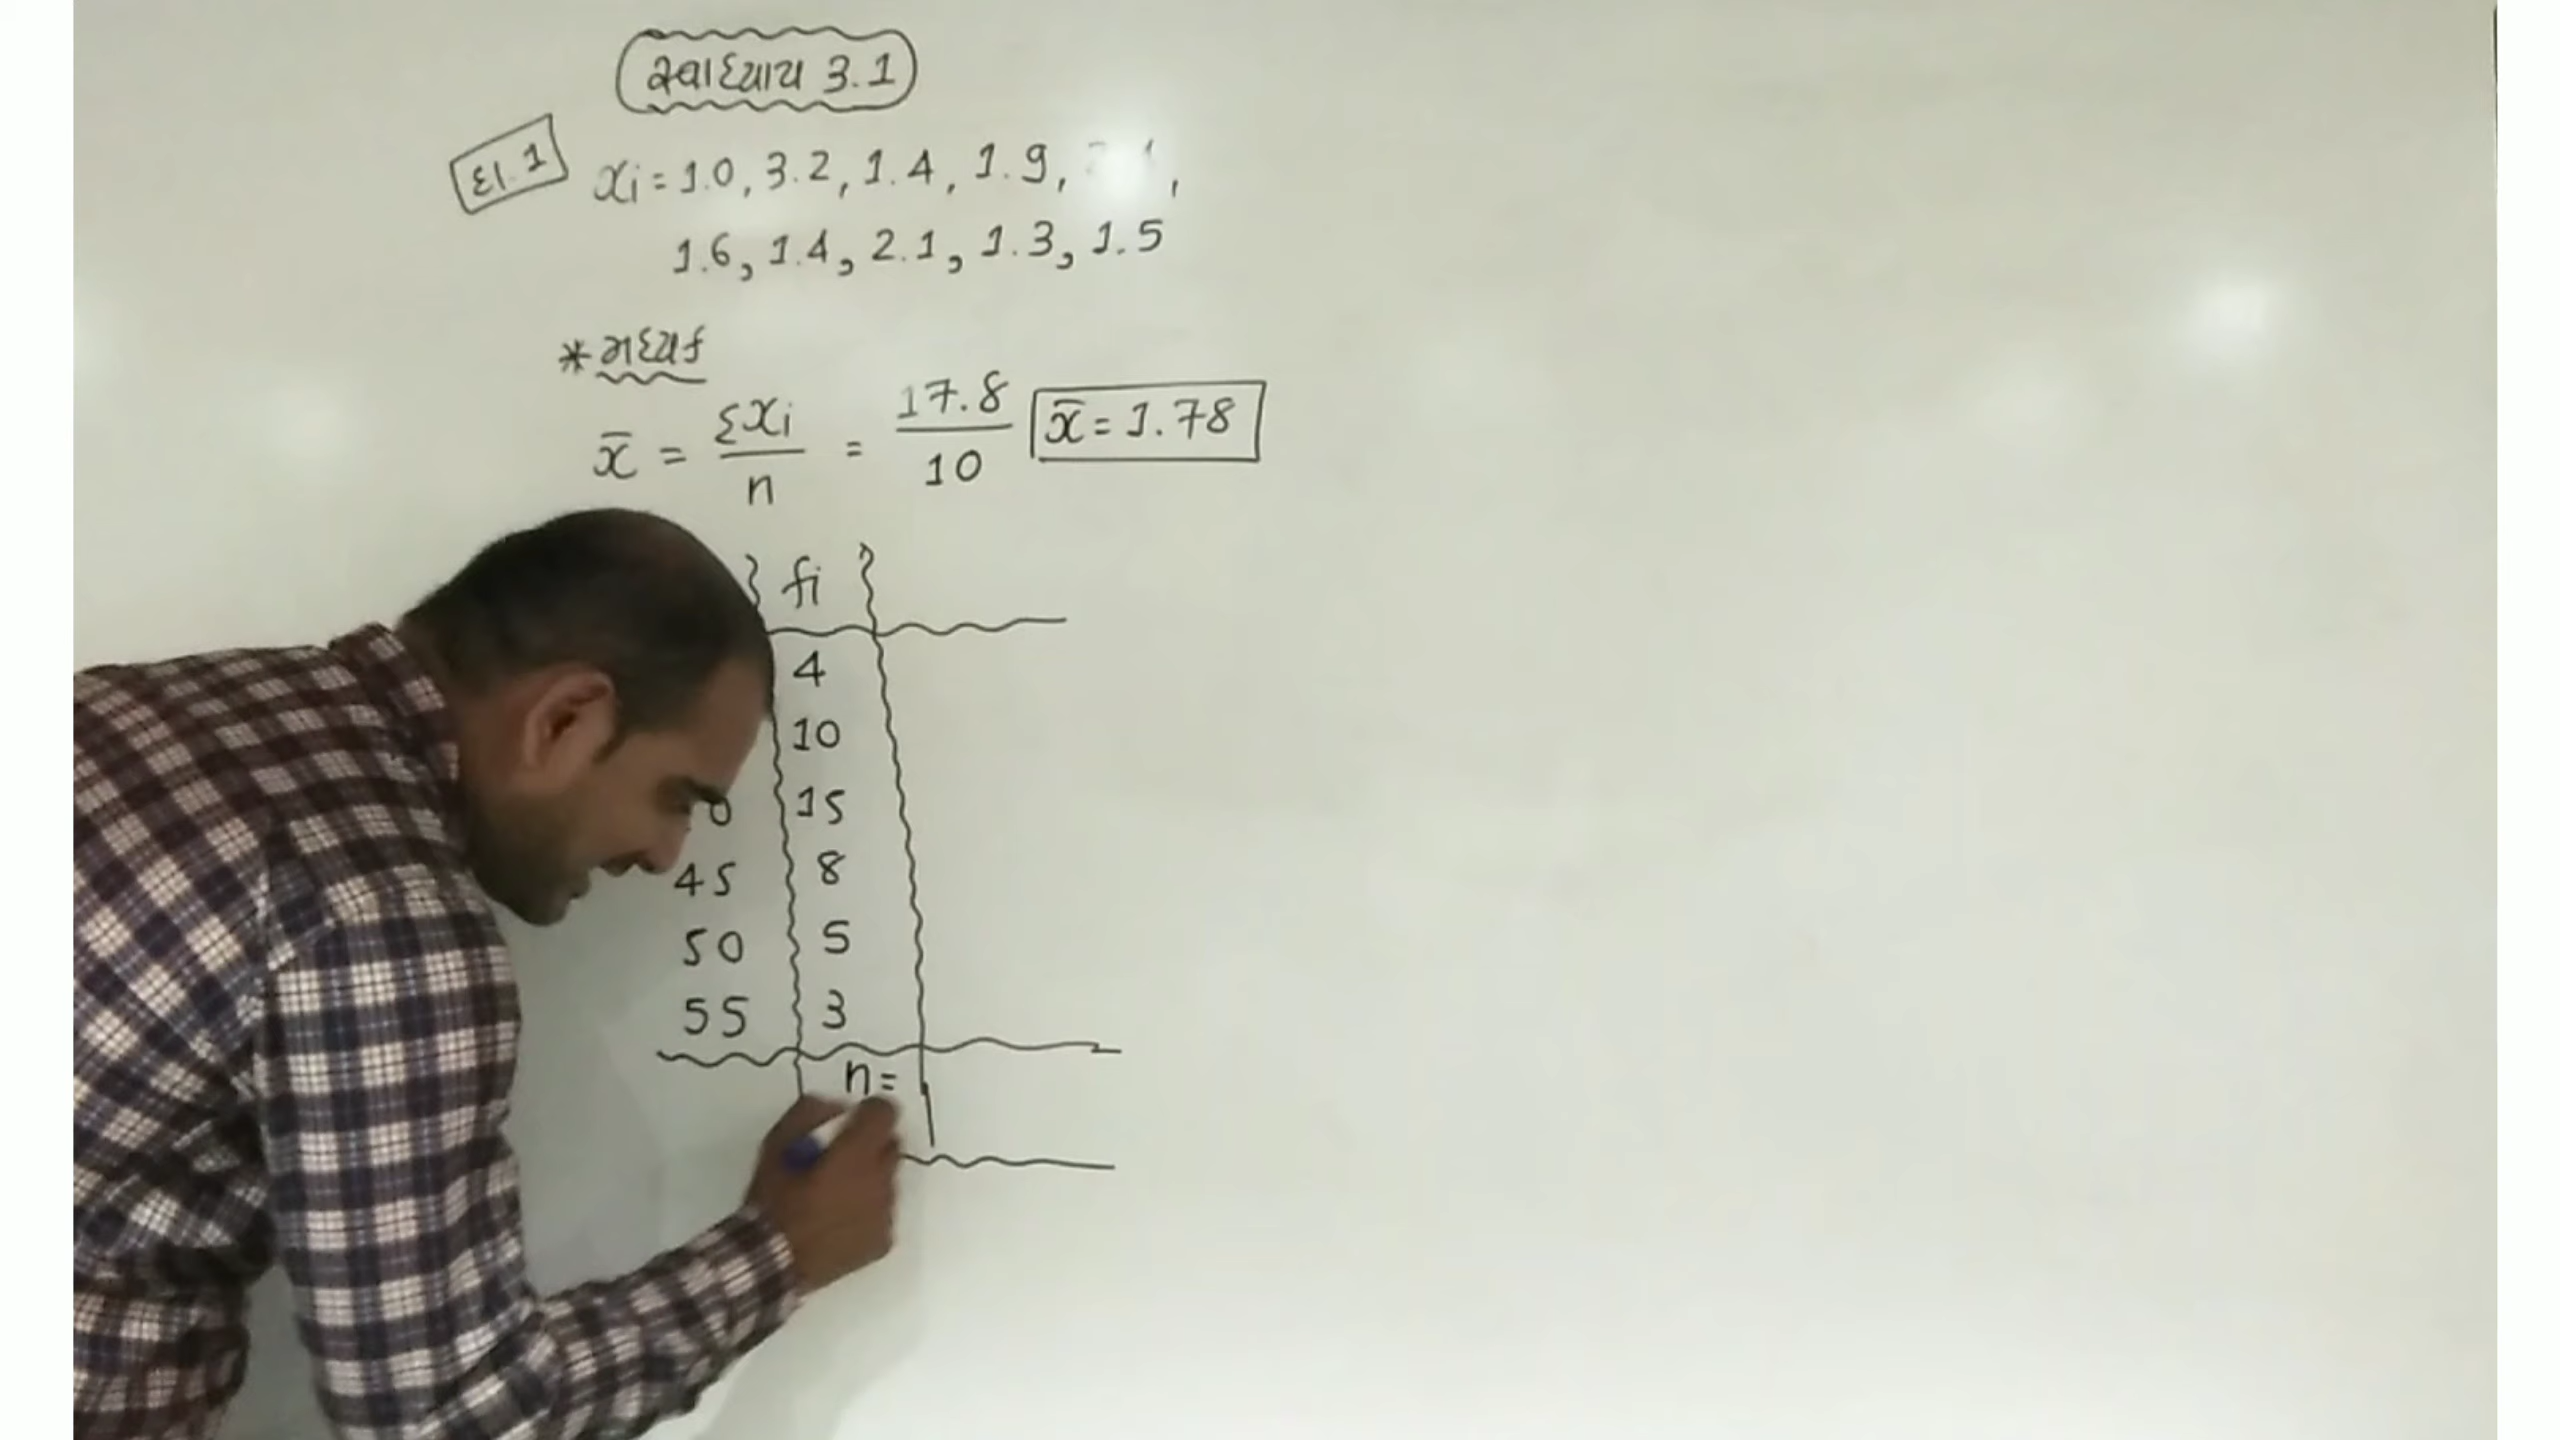 સ્વાધ્યાય 3.1
દા.1
xi = 1.0, 3.2, 1.4, 1.9, ,
1.6, 1.4, 2.1, 1.3, 1.5
* મધ્યક
x̄ = Σxi / n = 17.8 / 10 x̄ = 1.78
fi
4
10
0 15
45 8
50 5
55 3
n =